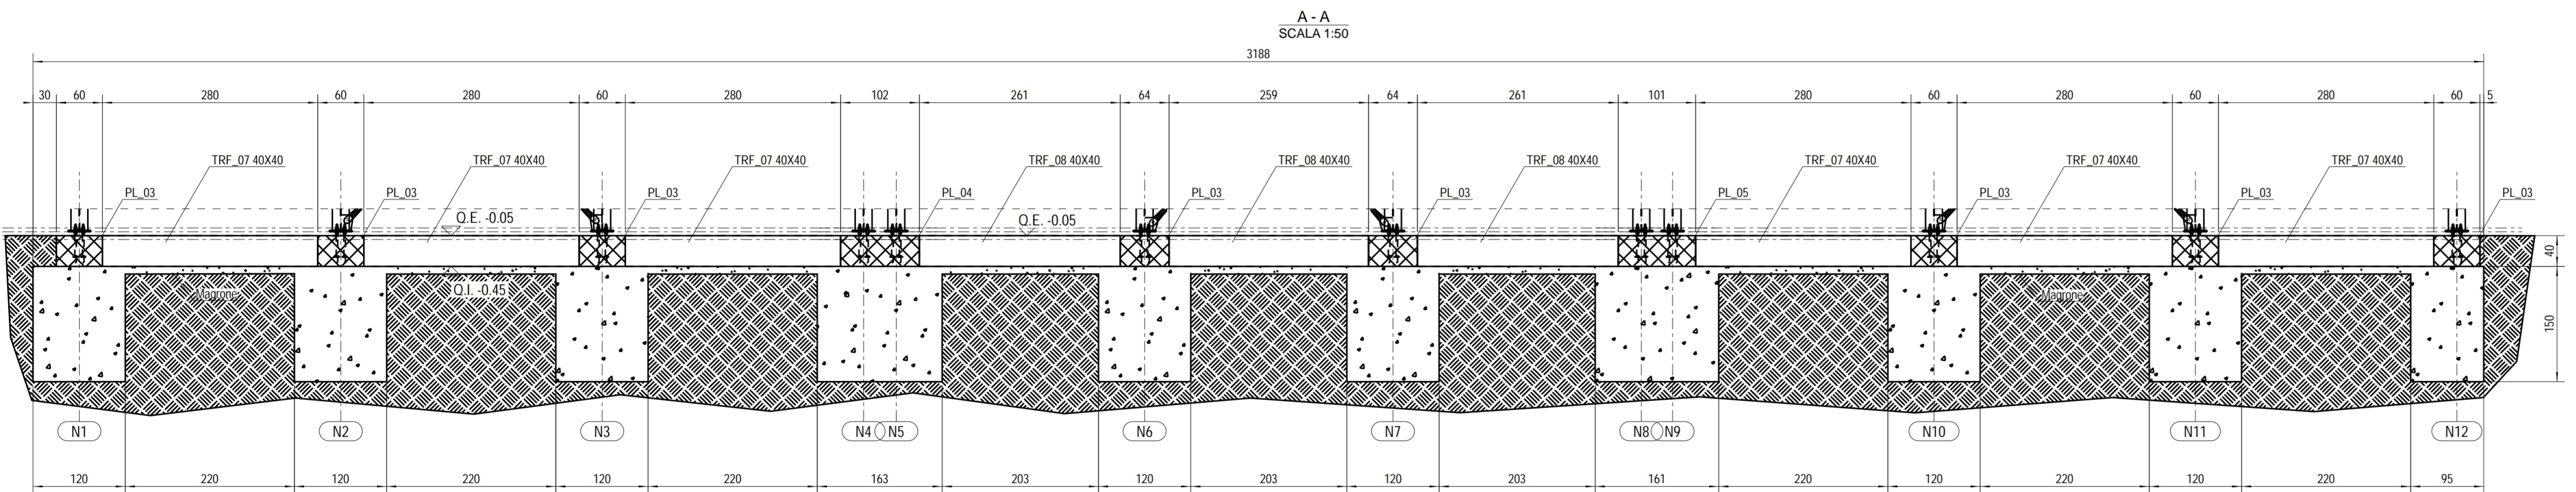 A - A
SCALA 1:50
3188
30 60 280 60 280 60 280 102 261 64 259 64 261 101 280 60 280 60 280 60 5
TRF_07 40X40 TRF_07 40X40 TRF_07 40X40 TRF_08 40X40 TRF_08 40X40 TRF_08 40X40 TRF_07 40X40 TRF_07 40X40 TRF_07 40X40
PL_03 PL_03 PL_03 PL_04 PL_03 PL_03 PL_05 PL_03 PL_03 PL_03
Q.E. -0.05 Q.E. -0.05
40
Magrone Q.I. -0.45 Magrone
150
N1 N2 N3 N4 N5 N6 N7 N8 N9 N10 N11 N12
120 220 120 220 120 220 163 203 120 203 120 203 161 220 120 220 120 220 95